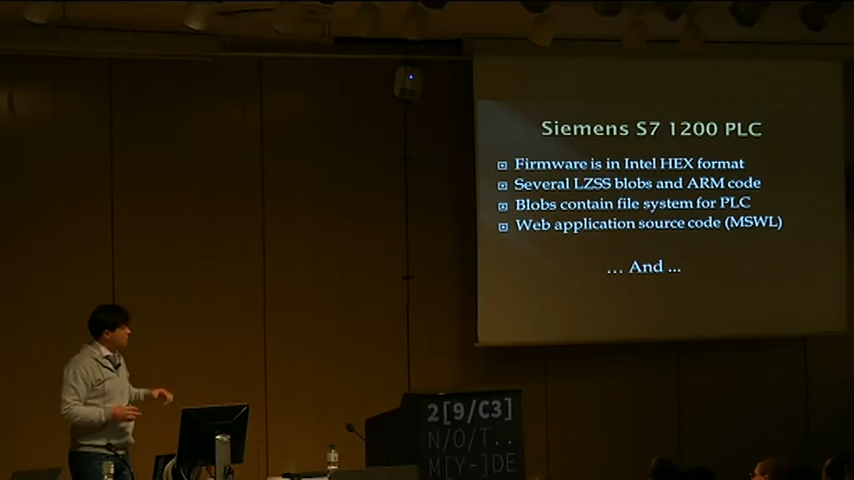 Siemens S7 1200 PLC
Firmware is in Intel HEX format
Several LZSS blobs and ARM code
Blobs contain file system for PLC
Web application source code (MSWL)
... And ...
2[9/C3]
N/O/T..
M[Y-]DE